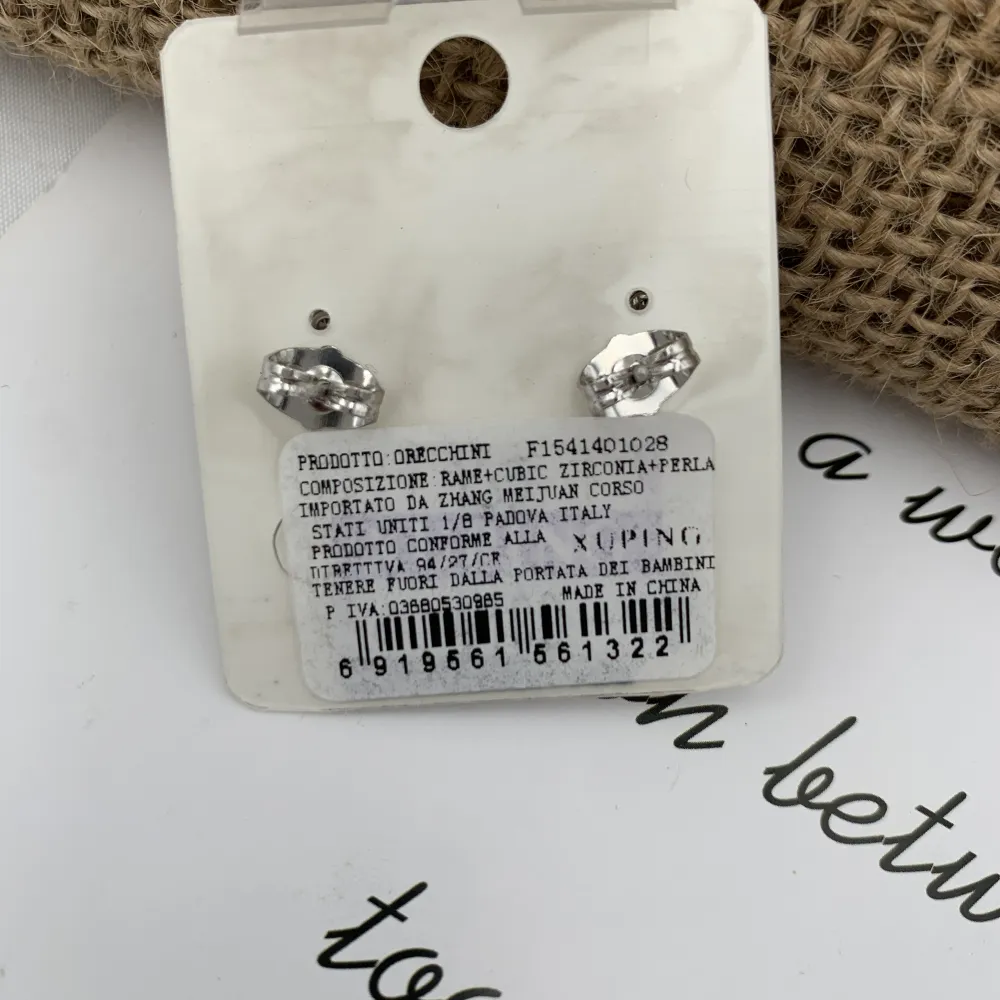 PRODOTTO:ORECCHINI F1541401028
COMPOSIZIONE:RAME+CUBIC ZIRCONIA+PERLA
IMPORTATO DA ZHANG MEIJUAN CORSO
STATI UNITI 1/8 PADOVA ITALY
PRODOTTO CONFORME ALLA XUPING
DIRETTIVA 94/27/CE
TENERE FUORI DALLA PORTATA DEI BAMBINI
P IVA:03680530985 MADE IN CHINA
6 919561 561322
a
betw